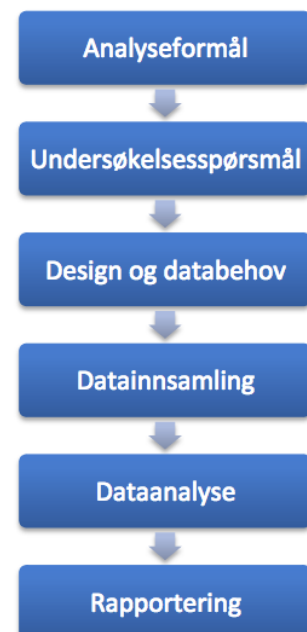 Analyseformål
Undersøkelsesspørsmål
Design og databehov
Datainnsamling
Dataanalyse
Rapportering